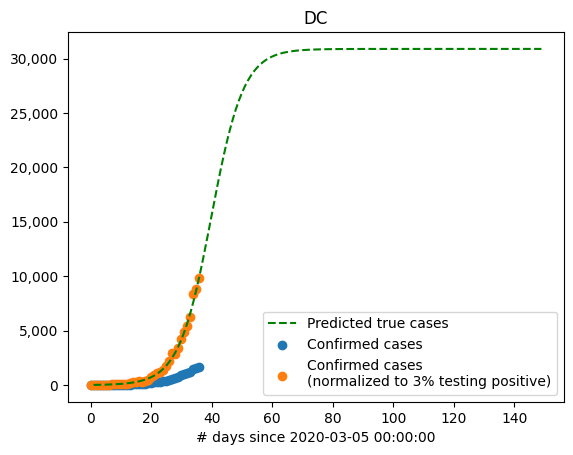 DC
30,000
25,000
20,000
15,000
10,000
5,000
0
Predicted true cases
Confirmed cases
Confirmed cases
(normalized to 3% testing positive)
0 20 40 60 80 100 120 140
# days since 2020-03-05 00:00:00